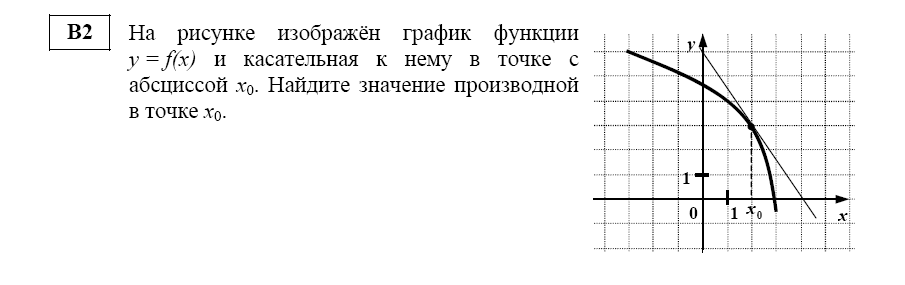 В2
На рисунке изображён график функции
y = f(x) и касательная к нему в точке с
абсциссой x₀. Найдите значение производной
в точке x₀.
y
1
0 1 x₀ x